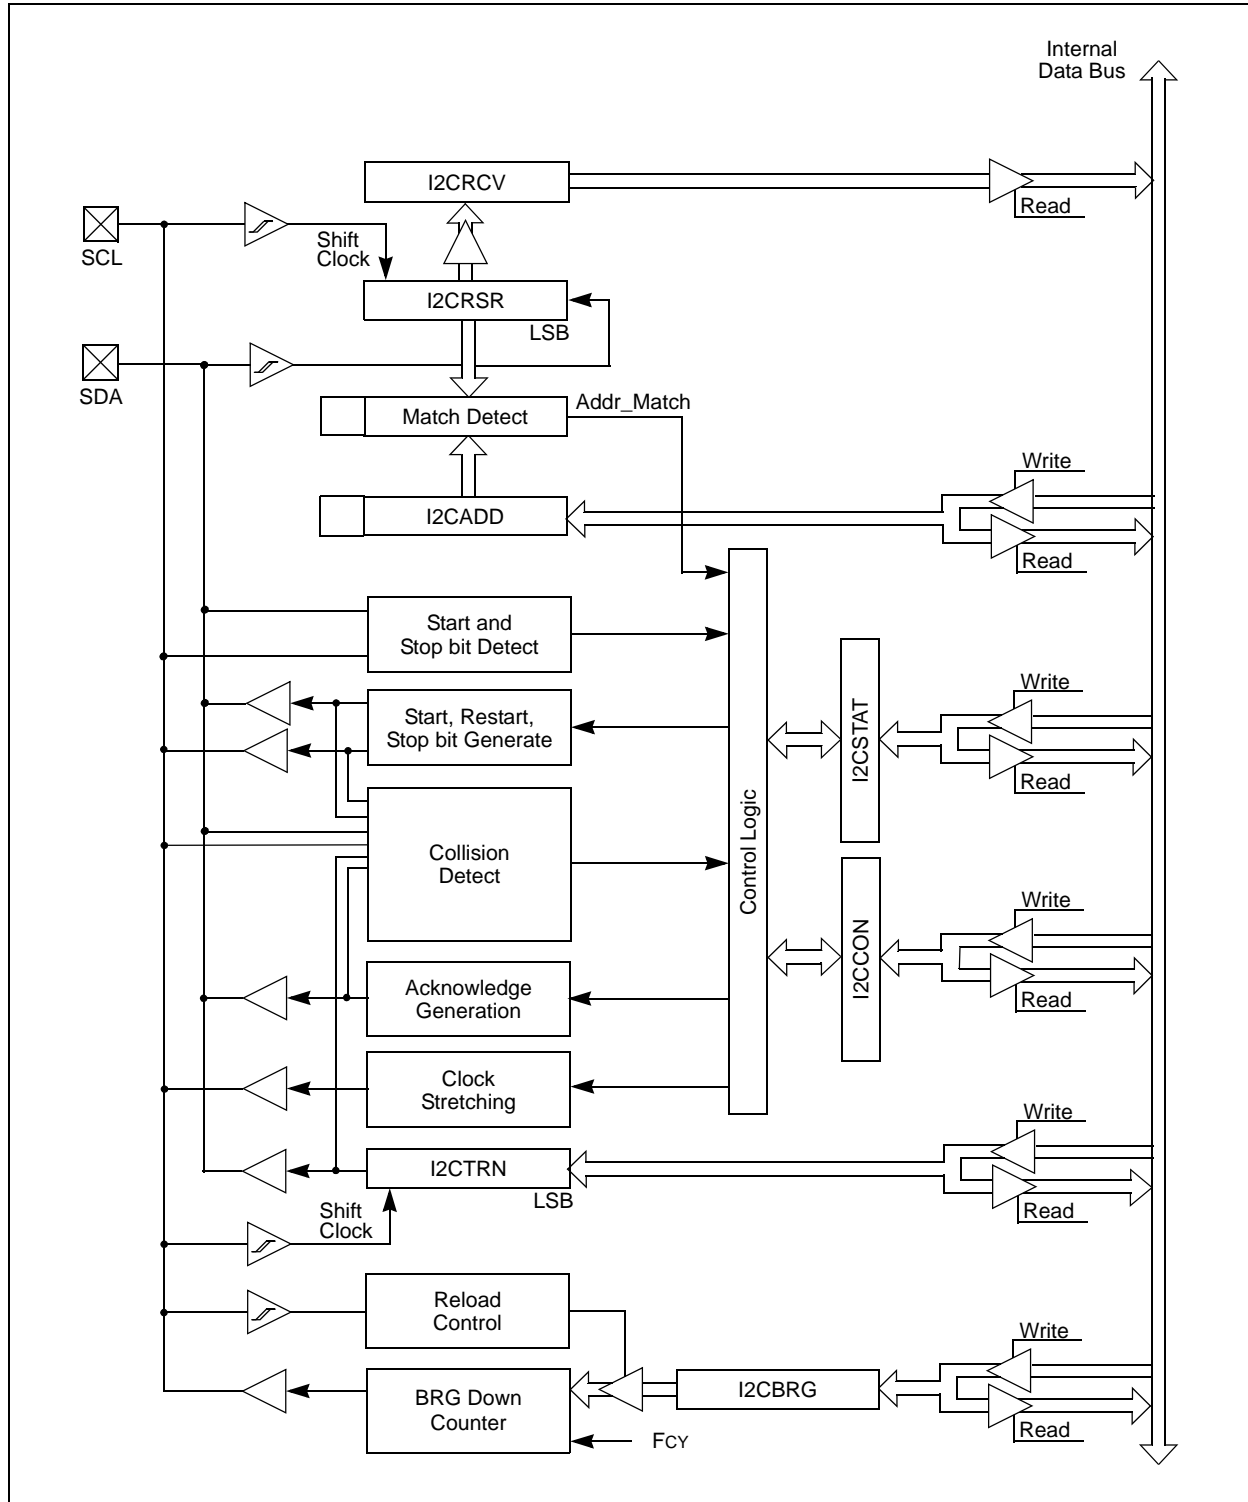 Internal
Data Bus
I2CRCV
Read
SCL
Shift
Clock
I2CRSR
LSB
SDA
Addr_Match
Match Detect
Write
I2CADD
Read
Start and
Stop bit Detect
Write
Start, Restart,
Stop bit Generate
I2CSTAT
Read
Control Logic
Collision
Detect
Write
I2CCON
Acknowledge
Generation
Read
Clock
Stretching
Write
I2CTRN
LSB
Shift
Clock
Read
Reload
Control
Write
I2CBRG
BRG Down
Counter
Read
FCY